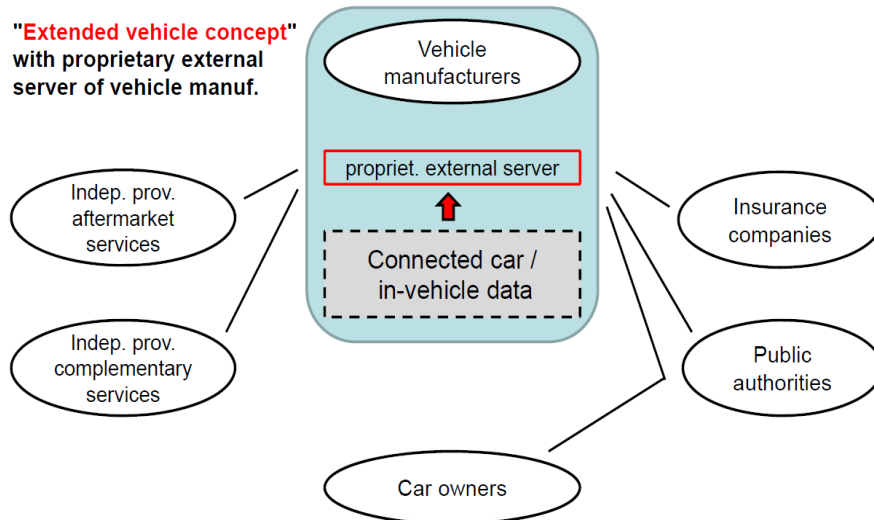 "Extended vehicle concept"
with proprietary external
server of vehicle manuf.
Vehicle
manufacturers
propriet. external server
Connected car /
in-vehicle data
Indep. prov.
aftermarket
services
Indep. prov.
complementary
services
Insurance
companies
Public
authorities
Car owners